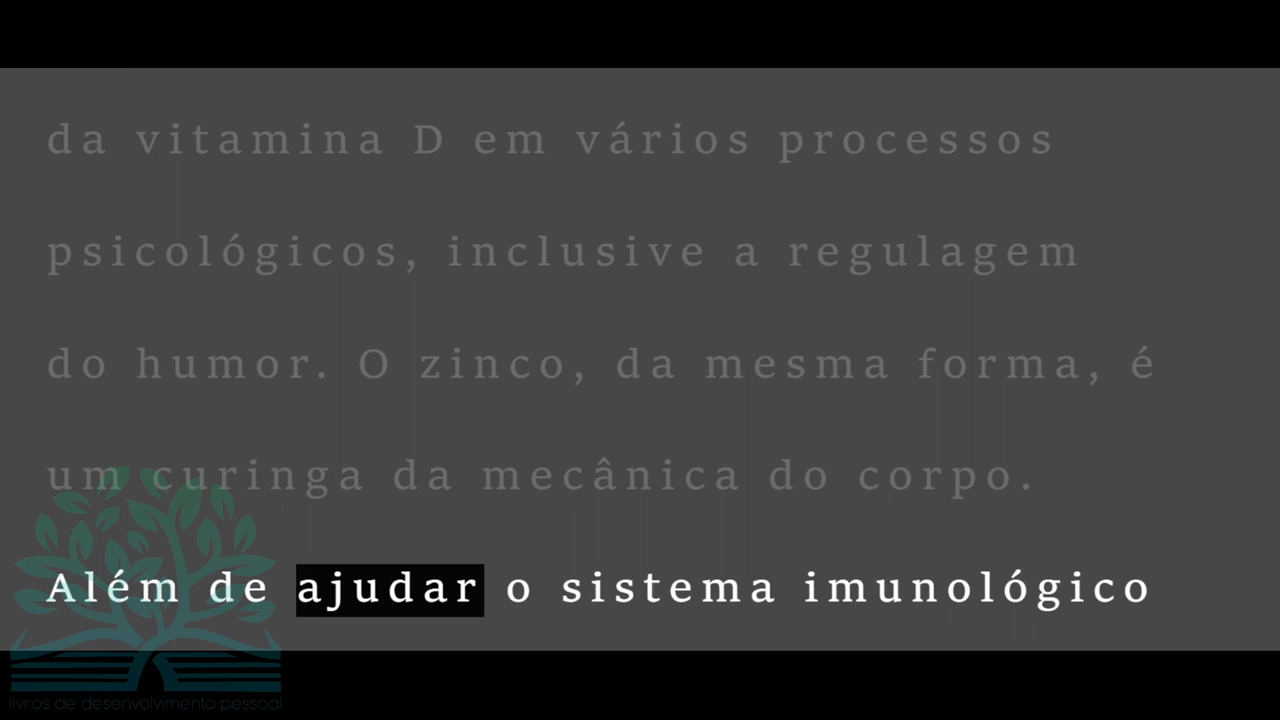 da vitamina D em vários processos
psicológicos, inclusive a regulagem
do humor. O zinco, da mesma forma, é
um curinga da mecânica do corpo.
Além de ajudar o sistema imunológico
livros de desenvolvimento pessoal